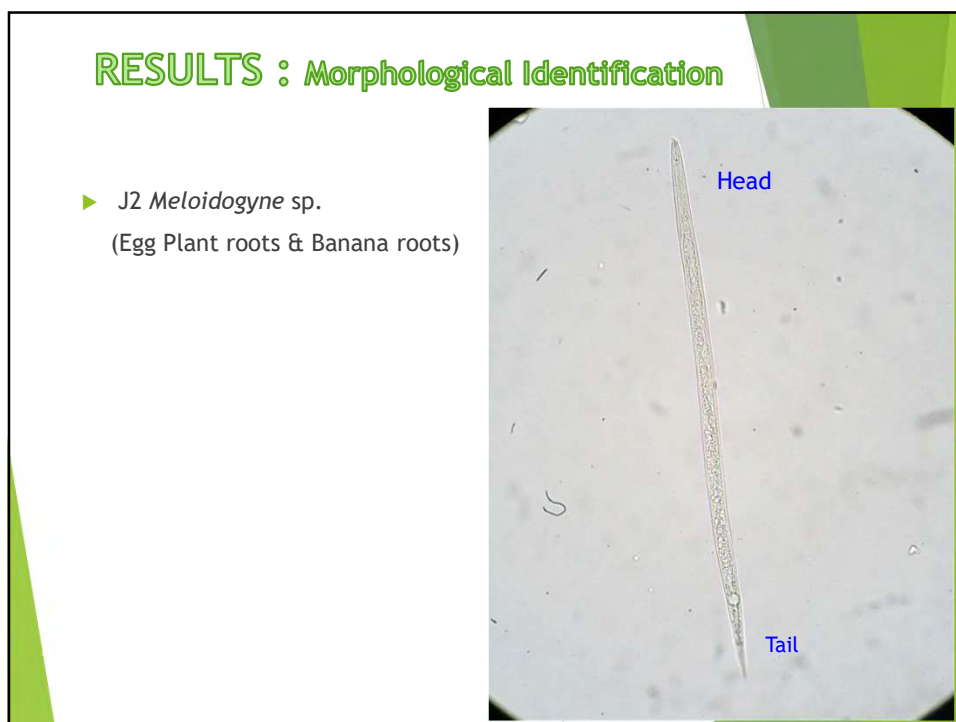 RESULTS : Morphological Identification
J2 Meloidogyne sp.
(Egg Plant roots & Banana roots)
Head
Tail